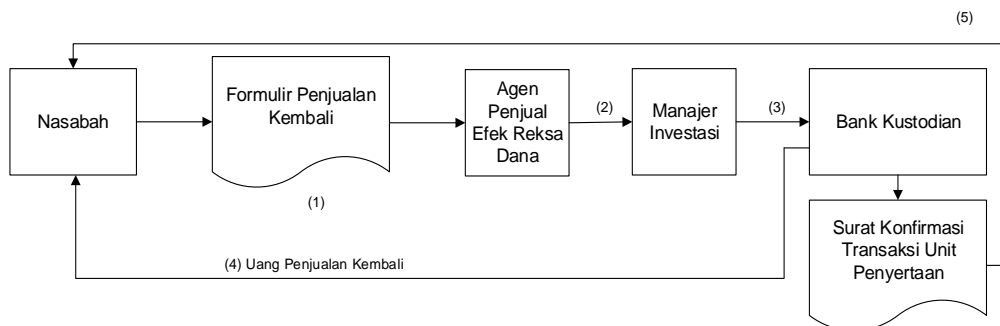 (5)
Nasabah
Formulir Penjualan
Kembali
(1)
Agen
Penjual
Efek Reksa
Dana
(2)
Manajer
Investasi
(3)
Bank Kustodian
(4) Uang Penjualan Kembali
Surat Konfirmasi
Transaksi Unit
Penyertaan